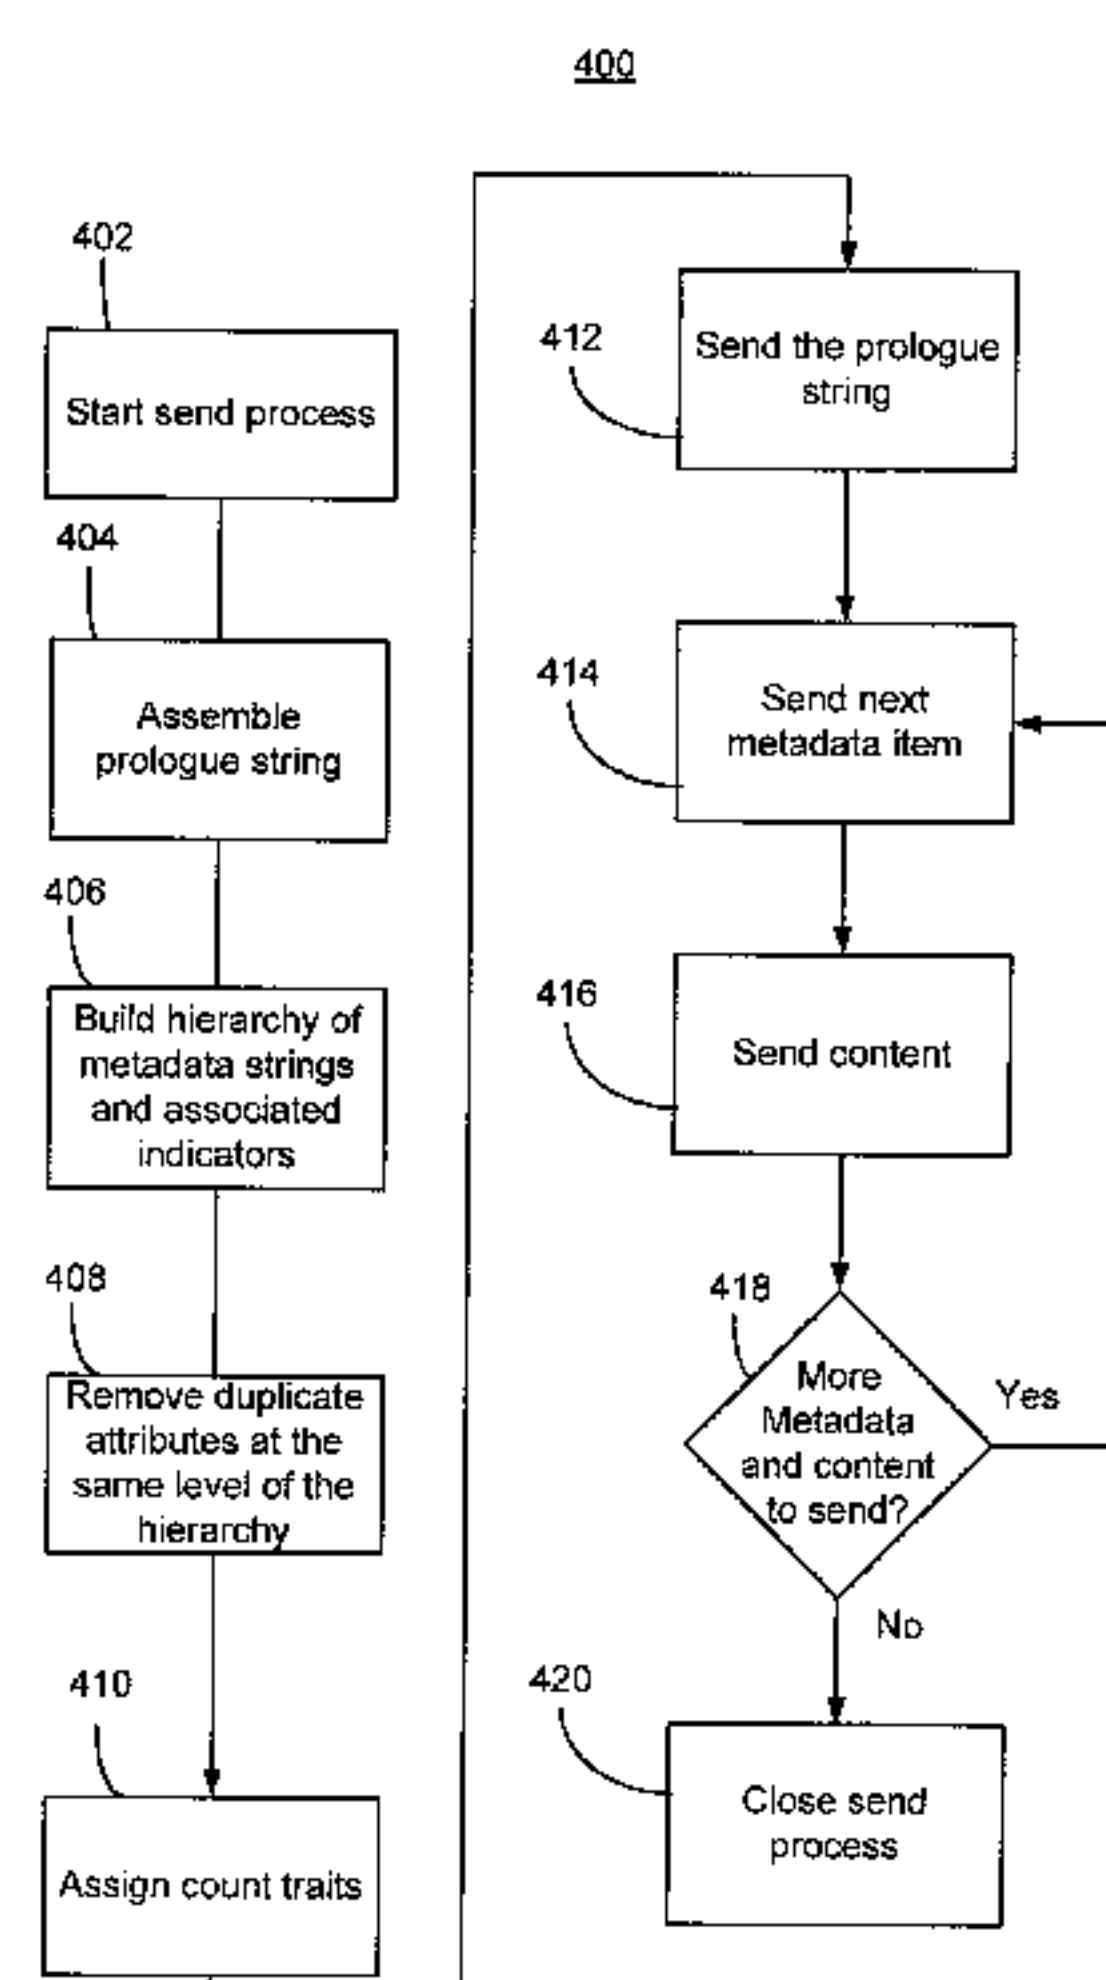 400
402
Start send process
404
Assemble
prologue string
406
Build hierarchy of
metadata strings
and associated
indicators
408
Remove duplicate
attributes at the
same level of the
hierarchy
410
Assign count traits
412
Send the prologue
string
414
Send next
metadata item
416
Send content
418
More
Metadata
and content
to send?
Yes
No
420
Close send
process